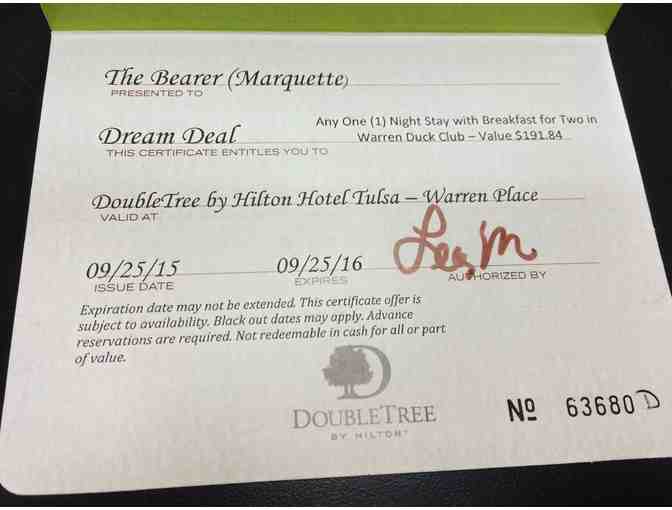 The Bearer (Marquette)
PRESENTED TO
Any One (1) Night Stay with Breakfast for Two in
Dream Deal Warren Duck Club – Value $191.84
THIS CERTIFICATE ENTITLES YOU TO
DoubleTree by Hilton Hotel Tulsa – Warren Place
VALID AT
09/25/15 09/25/16
ISSUE DATE EXPIRES AUTHORIZED BY
Expiration date may not be extended. This certificate offer is
subject to availability. Black out dates may apply. Advance
reservations are required. Not redeemable in cash for all or part
of value.
D
DOUBLETREE
BY HILTON™
Nº 63680 D